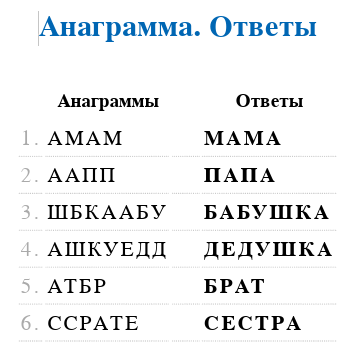 Анаграмма. Ответы
Анаграммы Ответы
1. АМАМ МАМА
2. ААПП ПАПА
3. ШБКААБУ БАБУШКА
4. АШКУЕДД ДЕДУШКА
5. АТБР БРАТ
6. ССРАТЕ СЕСТРА